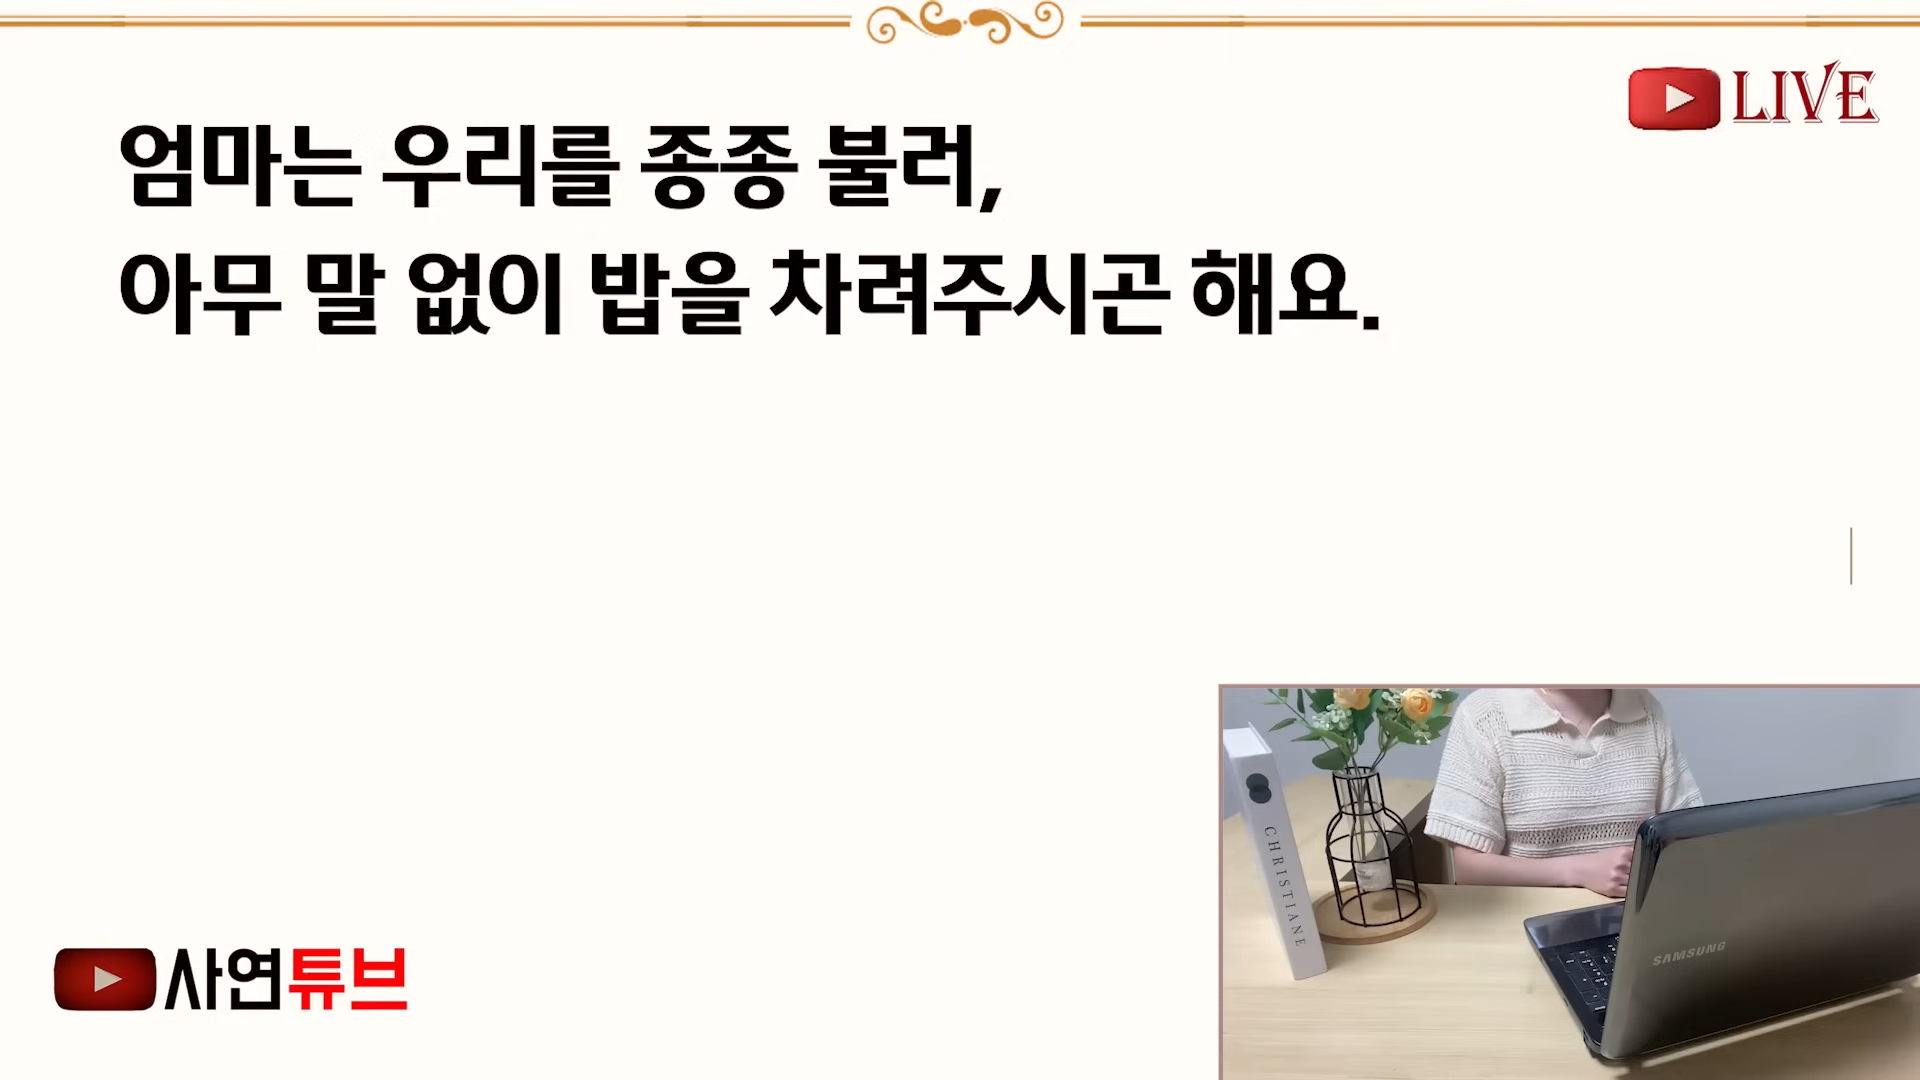 LIVE
엄마는 우리를 종종 불러,
아무 말 없이 밥을 차려주시곤 해요.
CHRISTIANE
SAMSUNG
사연튜브